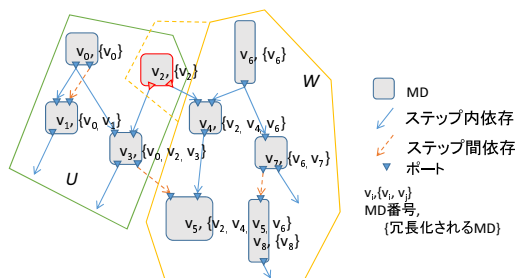 v0, {v0}
v2, {v2}
v6, {v6}
W
v1, {v0, v1}
v4, {v2, v4, v6}
v3, {v0, v2, v3}
v7, {v6, v7}
U
v5, {v2, v4, v5, v6}
v8, {v8}
MD
ステップ内依存
ステップ間依存
ポート
vi,{vi, vj}
MD番号,
{冗長化されるMD}